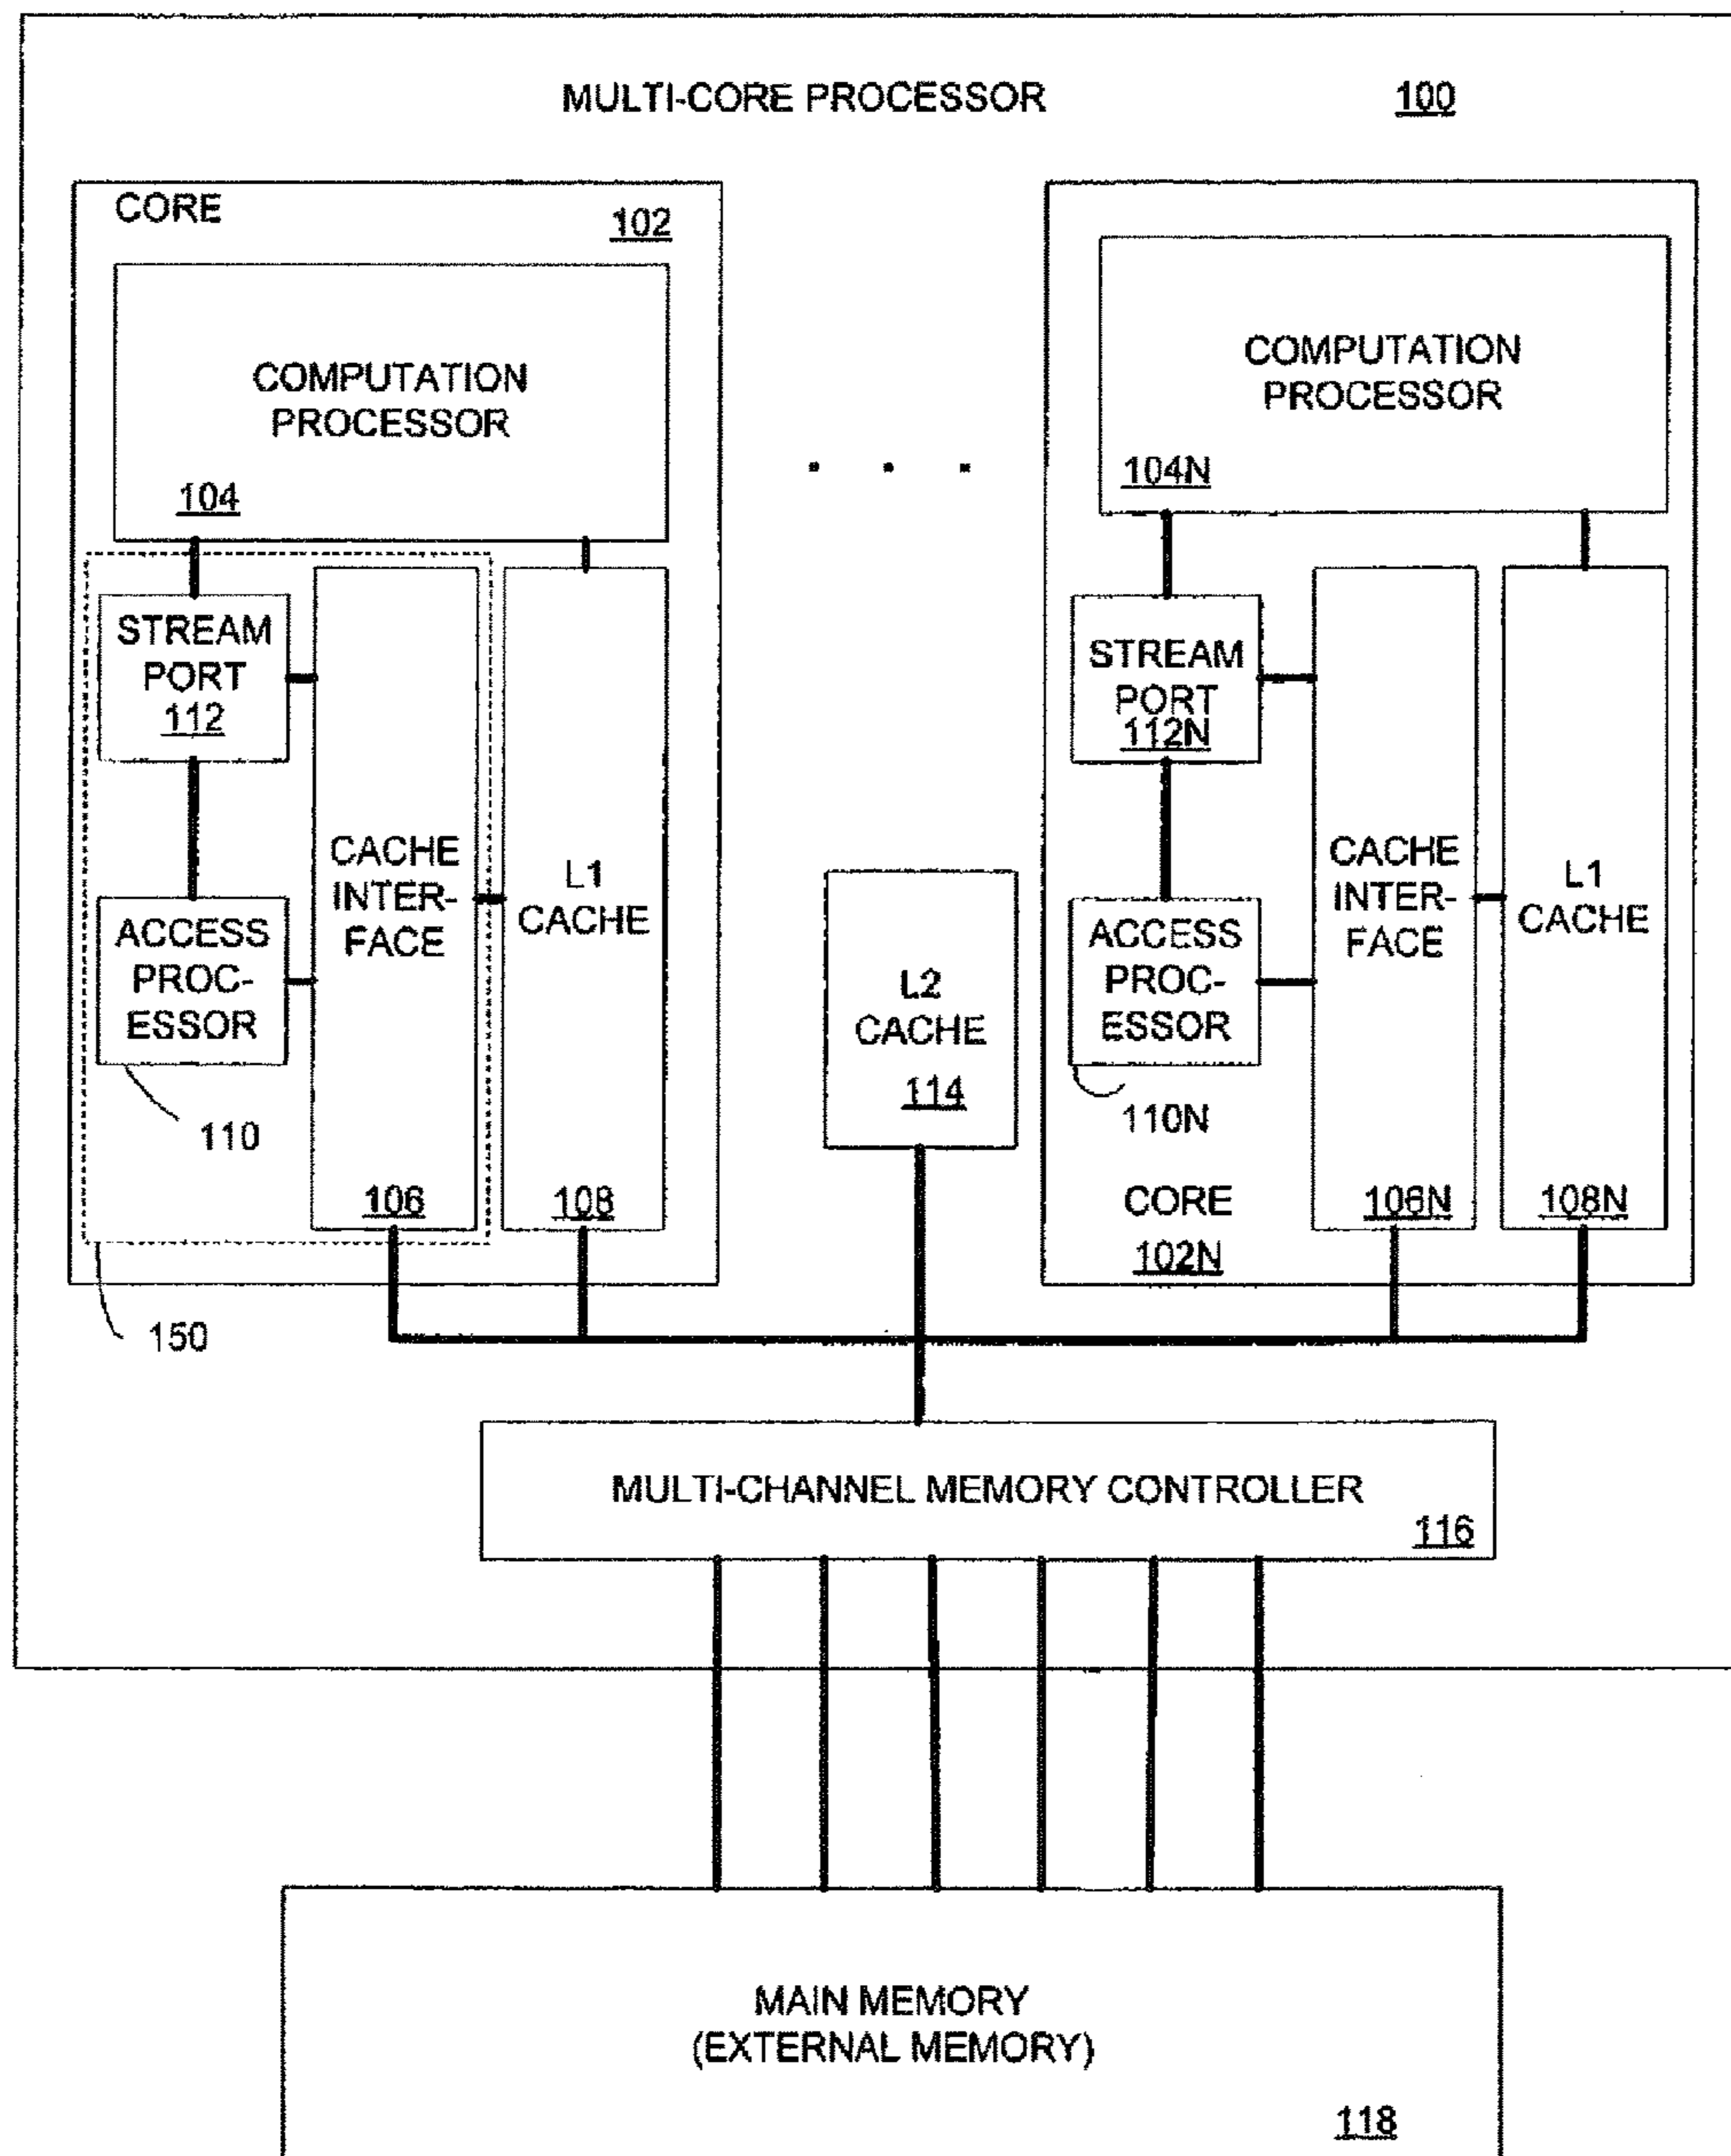 MULTI-CORE PROCESSOR 100
CORE
102
COMPUTATION
PROCESSOR
104
STREAM
PORT
112
ACCESS
PROC-
ESSOR
110
CACHE
INTER-
FACE
106
L1
CACHE
108
150
. . .
L2
CACHE
114
COMPUTATION
PROCESSOR
104N
STREAM
PORT
112N
ACCESS
PROC-
ESSOR
110N
CACHE
INTER-
FACE
106N
L1
CACHE
108N
CORE
102N
MULTI-CHANNEL MEMORY CONTROLLER
116
MAIN MEMORY
(EXTERNAL MEMORY)
118